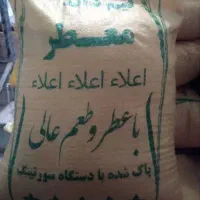 معطر
اعلاء اعلاء اعلاء
با عطر و طعم عالی
پاک شده با دستگاه سورتینگ